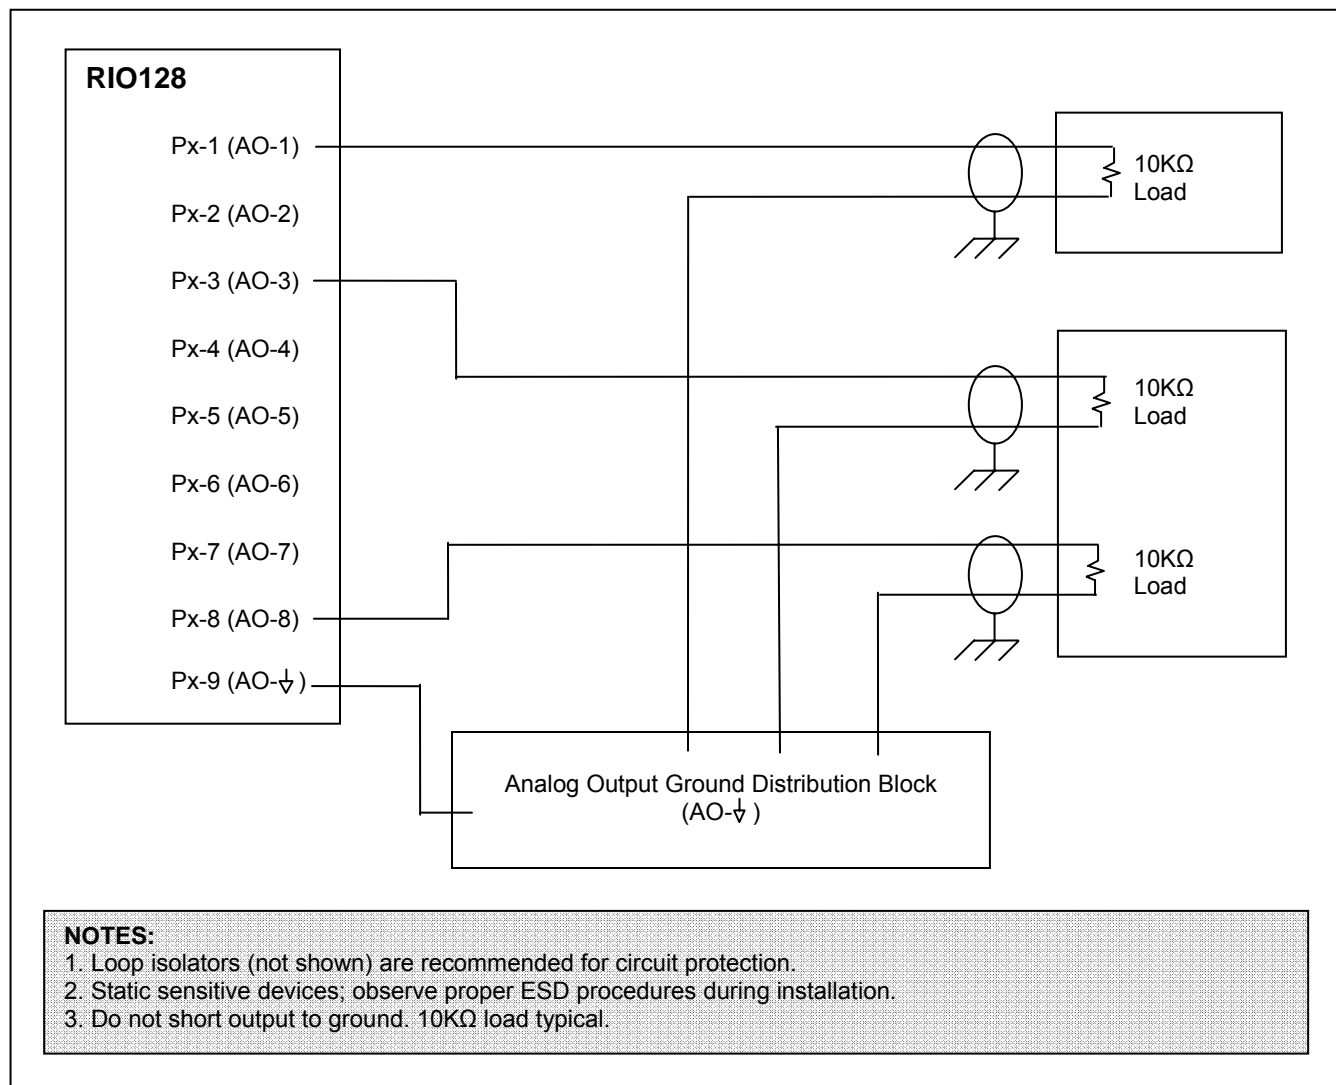 RIO128
Px-1 (AO-1)
Px-2 (AO-2)
Px-3 (AO-3)
Px-4 (AO-4)
Px-5 (AO-5)
Px-6 (AO-6)
Px-7 (AO-7)
Px-8 (AO-8)
Px-9 (AO-⏚)
10KΩ
Load
10KΩ
Load
10KΩ
Load
Analog Output Ground Distribution Block
(AO-⏚)
NOTES:
1. Loop isolators (not shown) are recommended for circuit protection.
2. Static sensitive devices; observe proper ESD procedures during installation.
3. Do not short output to ground. 10KΩ load typical.